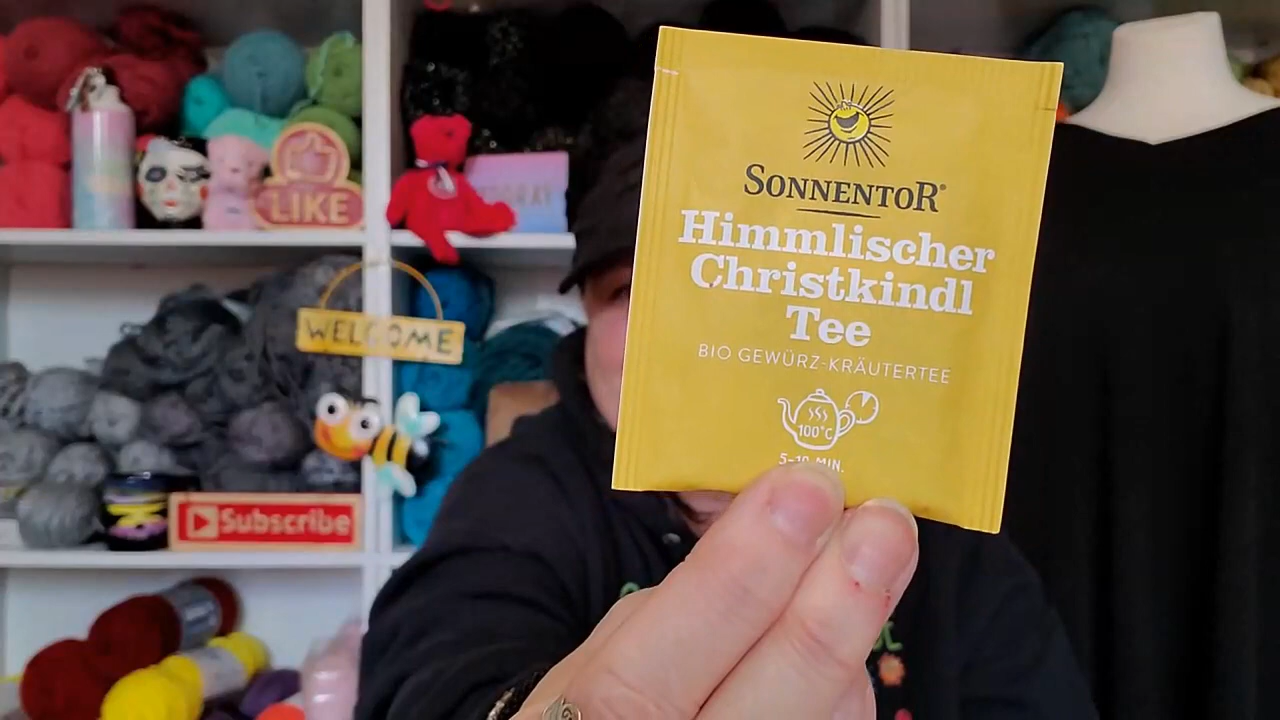 SONNENTOR®
Himmlischer
Christkindl
Tee
BIO GEWÜRZ-KRÄUTERTEE
100°C
5-10 MIN.
LIKE
WELCOME
Subscribe